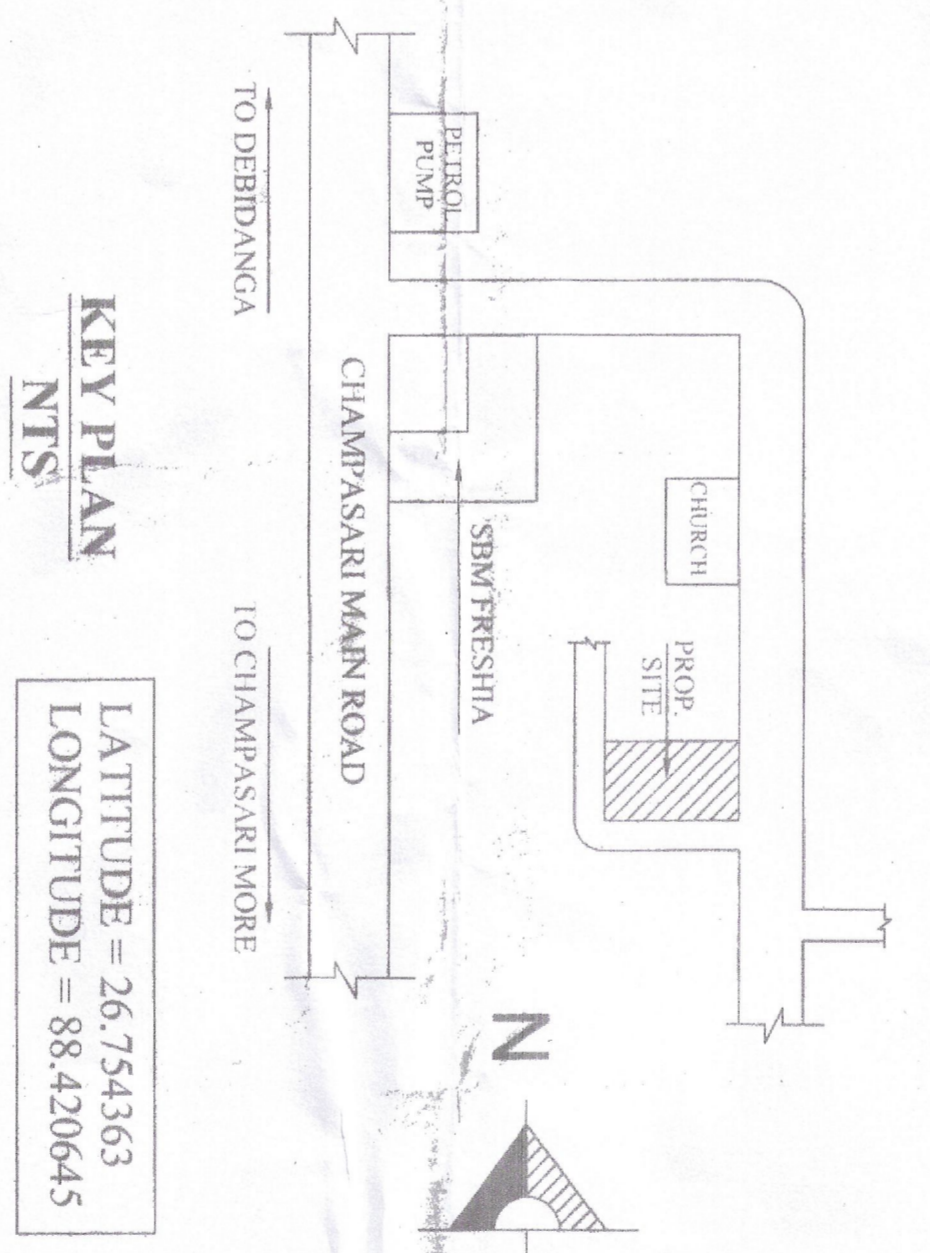 CHURCH
PROP.
SITE
N
SBM FRESHIA
PETROL
PUMP
CHAMPASARI MAIN ROAD
TO DEBIDANGA
TO CHAMPASARI MORE
KEY PLAN
NTS
LATITUDE = 26.754363
LONGITUDE = 88.420645